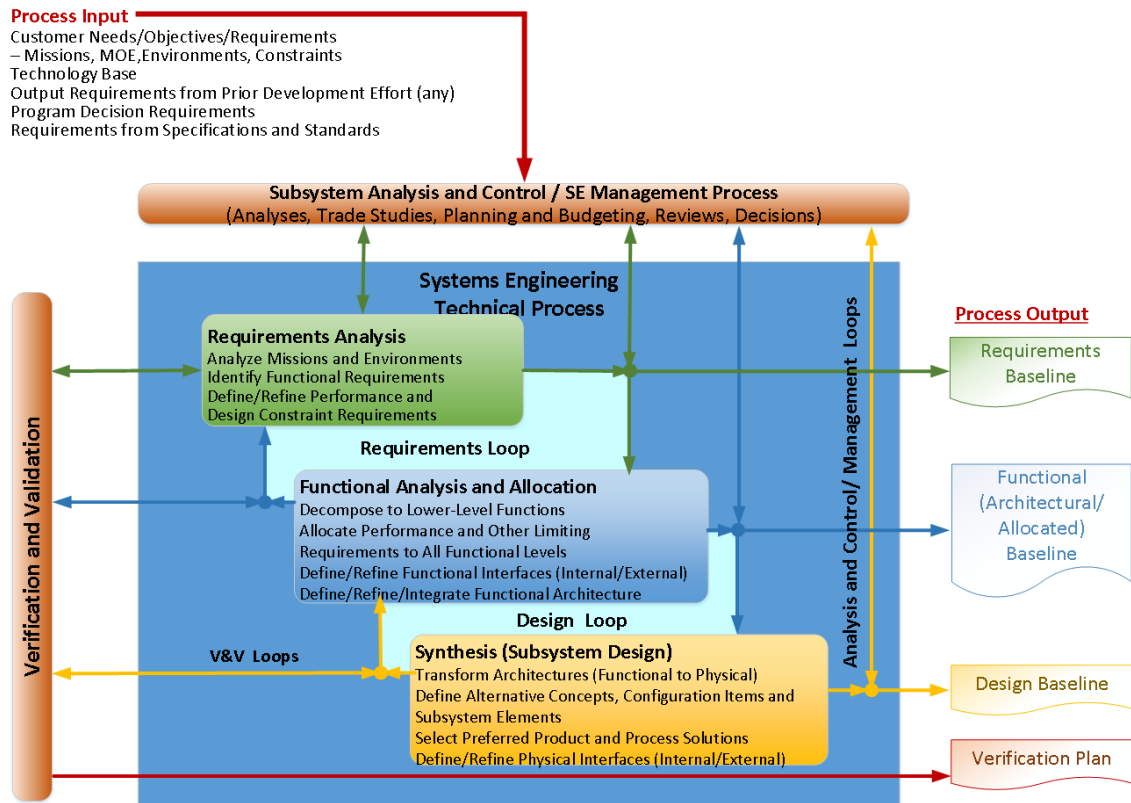 Process Input
Customer Needs/Objectives/Requirements
– Missions, MOE,Environments, Constraints
Technology Base
Output Requirements from Prior Development Effort (any)
Program Decision Requirements
Requirements from Specifications and Standards
Subsystem Analysis and Control / SE Management Process
(Analyses, Trade Studies, Planning and Budgeting, Reviews, Decisions)
Systems Engineering
Technical Process
Requirements Analysis
Analyze Missions and Environments
Identify Functional Requirements
Define/Refine Performance and
Design Constraint Requirements
Requirements Loop
Functional Analysis and Allocation
Decompose to Lower-Level Functions
Allocate Performance and Other Limiting
Requirements to All Functional Levels
Define/Refine Functional Interfaces (Internal/External)
Define/Refine/Integrate Functional Architecture
Design Loop
Synthesis (Subsystem Design)
Transform Architectures (Functional to Physical)
Define Alternative Concepts, Configuration Items and
Subsystem Elements
Select Preferred Product and Process Solutions
Define/Refine Physical Interfaces (Internal/External)
V&V Loops
Verification and Validation
Analysis and Control/ Management Loops
Process Output
Requirements
Baseline
Functional
(Architectural/
Allocated)
Baseline
Design Baseline
Verification Plan